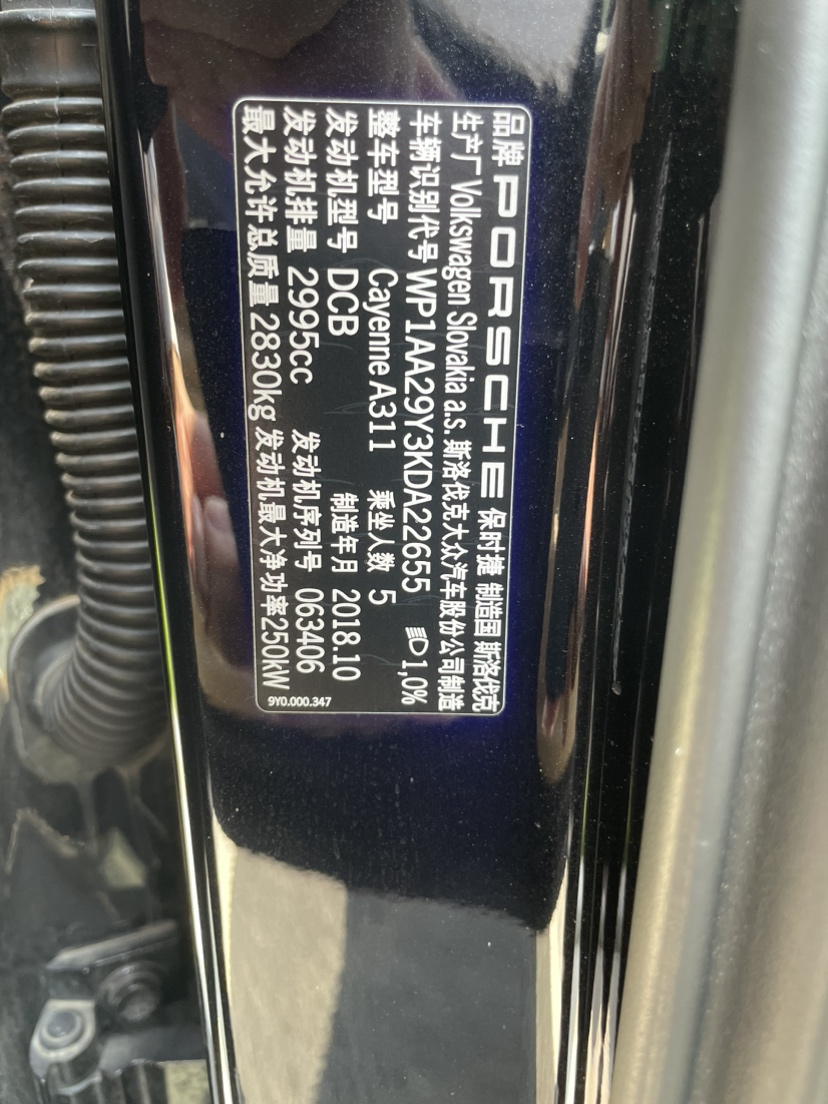 品牌 PORSCHE 保时捷 制造国 斯洛伐克
生产厂 Volkswagen Slovakia a.s. 斯洛伐克大众汽车股份公司制造
车辆识别代号 WP1AA29Y3KDA22655 1,0%
整车型号 Cayenne A311 乘坐人数 5
发动机型号 DCB 制造年月 2018.10
发动机排量 2995cc 发动机序列号 063406
最大允许总质量 2830kg 发动机最大净功率250kW
9Y0.000.347